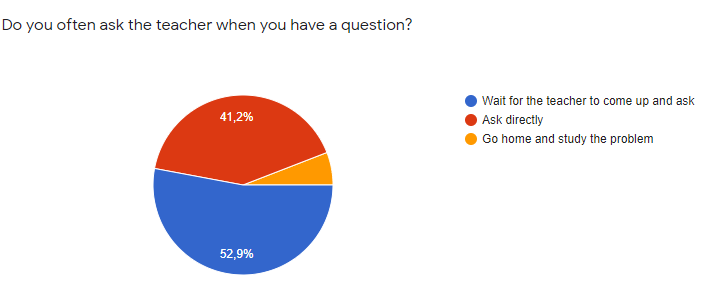 Do you often ask the teacher when you have a question?
41,2%
52,9%
Wait for the teacher to come up and ask
Ask directly
Go home and study the problem